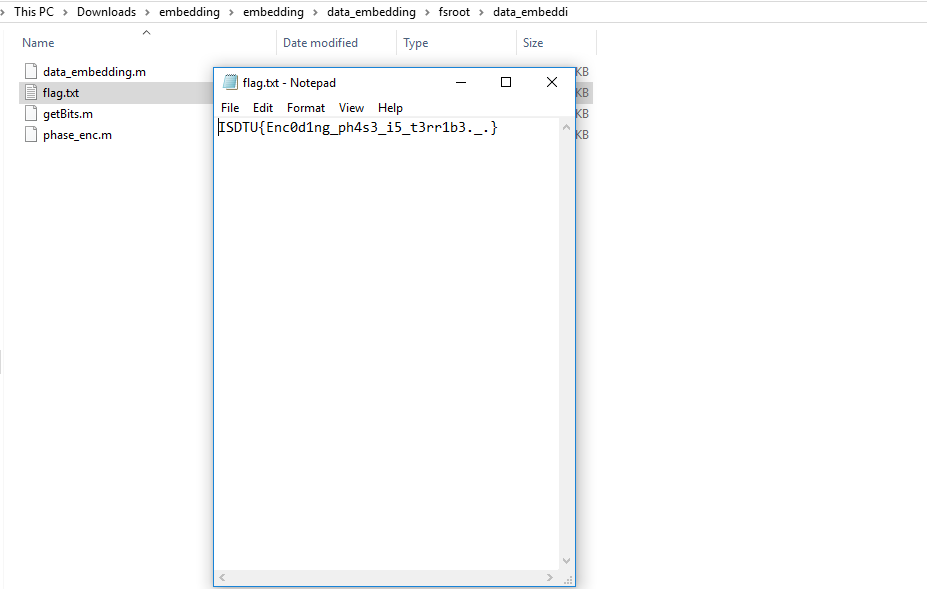 This PC > Downloads > embedding > embedding > data_embedding > fsroot > data_embeddi
Name Date modified Type Size
data_embedding.m KB
flag.txt KB
getBits.m KB
phase_enc.m KB
flag.txt - Notepad
File Edit Format View Help
ISDTU{Enc0d1ng_ph4s3_i5_t3rr1b3._.}